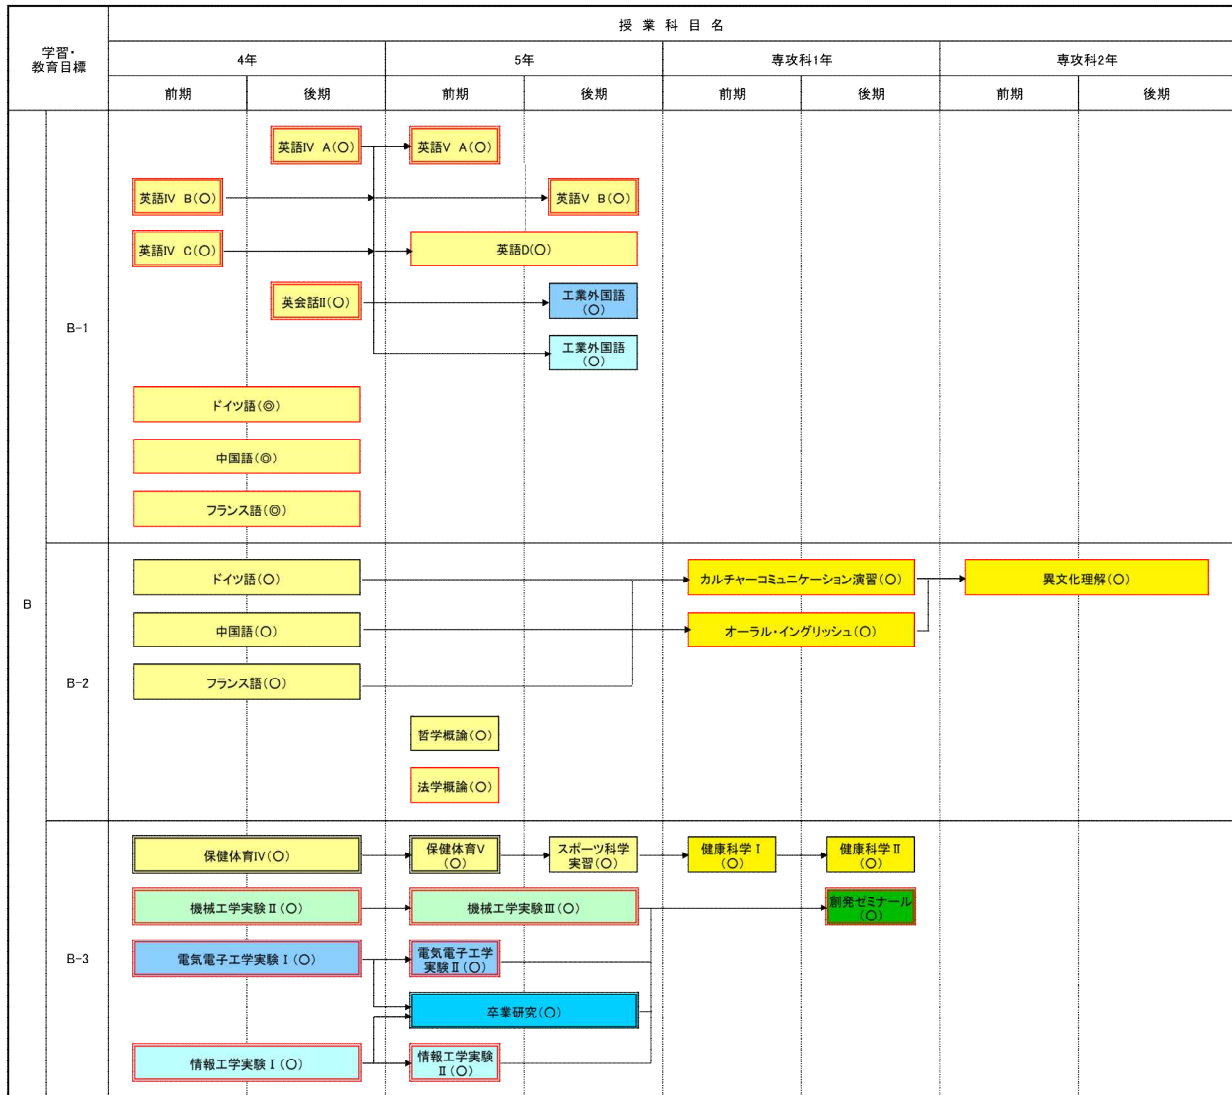 授 業 科 目 名
学習・
教育目標
4年
5年
専攻科1年
専攻科2年
前期
後期
前期
後期
前期
後期
前期
後期
B
B-1
英語IV A(〇)
英語V A(〇)
英語IV B(〇)
英語V B(〇)
英語IV C(〇)
英語D(〇)
英会話II(〇)
工業外国語
(〇)
工業外国語
(〇)
ドイツ語(◎)
中国語(◎)
フランス語(◎)
B-2
ドイツ語(〇)
カルチャーコミュニケーション演習(〇)
異文化理解(〇)
中国語(〇)
オーラル・イングリッシュ(〇)
フランス語(〇)
哲学概論(〇)
法学概論(〇)
B-3
保健体育IV(〇)
保健体育V
(〇)
スポーツ科学
実習(〇)
健康科学Ⅰ
(〇)
健康科学Ⅱ
(〇)
機械工学実験Ⅱ(〇)
機械工学実験Ⅲ(〇)
創発ゼミナール
(〇)
電気電子工学実験Ⅰ(〇)
電気電子工学
実験Ⅱ(〇)
卒業研究(〇)
情報工学実験Ⅰ(〇)
情報工学実験
Ⅱ(〇)